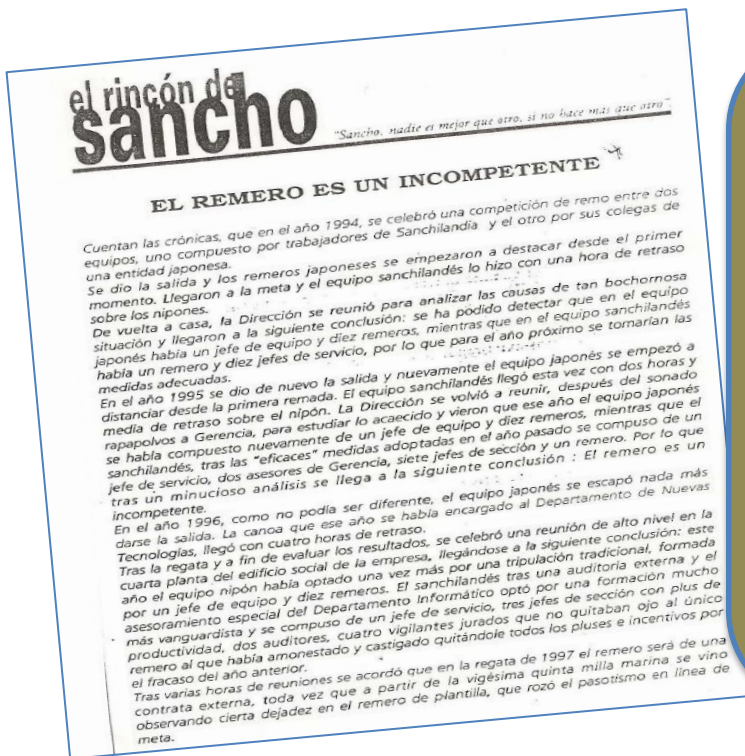 el rincón de
sancho
"Sancho, nadie es mejor que otro, si no hace mas que otro".
EL REMERO ES UN INCOMPETENTE
Cuentan las crónicas, que en el año 1994, se celebró una competición de remo entre dos
equipos, uno compuesto por trabajadores de Sanchilandia y el otro por sus colegas de
una entidad japonesa.
Se dio la salida y los remeros japoneses se empezaron a destacar desde el primer
momento. Llegaron a la meta y el equipo sanchilandés lo hizo con una hora de retraso
sobre los nipones.
De vuelta a casa, la Dirección se reunió para analizar las causas de tan bochornosa
situación y llegaron a la siguiente conclusión: se ha podido detectar que en el equipo
japonés había un jefe de equipo y diez remeros, mientras que en el equipo sanchilandés
había un remero y diez jefes de servicio, por lo que para el año próximo se tomarían las
medidas adecuadas.
En el año 1995 se dio de nuevo la salida y nuevamente el equipo japonés se empezó a
distanciar desde la primera remada. El equipo sanchilandés llegó esta vez con dos horas y
media de retraso sobre el nipón. La Dirección se volvió a reunir, después del sonado
rapapolvos a Gerencia, para estudiar lo acaecido y vieron que ese año el equipo japonés
se había compuesto nuevamente de un jefe de equipo y diez remeros, mientras que el
sanchilandés, tras las "eficaces" medidas adoptadas en el año pasado se compuso de un
jefe de servicio, dos asesores de Gerencia, siete jefes de sección y un remero. Por lo que
tras un minucioso análisis se llega a la siguiente conclusión : El remero es un
incompetente.
En el año 1996, como no podía ser diferente, el equipo japonés se escapó nada más
darse la salida. La canoa que ese año se había encargado al Departamento de Nuevas
Tecnologías, llegó con cuatro horas de retraso.
Tras la regata y a fin de evaluar los resultados, se celebró una reunión de alto nivel en la
cuarta planta del edificio social de la empresa, llegándose a la siguiente conclusión: este
año el equipo nipón había optado una vez más por una tripulación tradicional, formada
por un jefe de equipo y diez remeros. El sanchilandés tras una auditoria externa y el
asesoramiento especial del Departamento Informático optó por una formación mucho
más vanguardista y se compuso de un jefe de servicio, tres jefes de sección con plus de
productividad, dos auditores, cuatro vigilantes jurados que no quitaban ojo al único
remero al que había amonestado y castigado quitándole todos los pluses e incentivos por
el fracaso del año anterior.
Tras varias horas de reuniones se acordó que en la regata de 1997 el remero será de una
contrata externa, toda vez que a partir de la vigésima quinta milla marina se vino
observando cierta dejadez en el remero de plantilla, que rozó el pasotismo en línea de
meta.